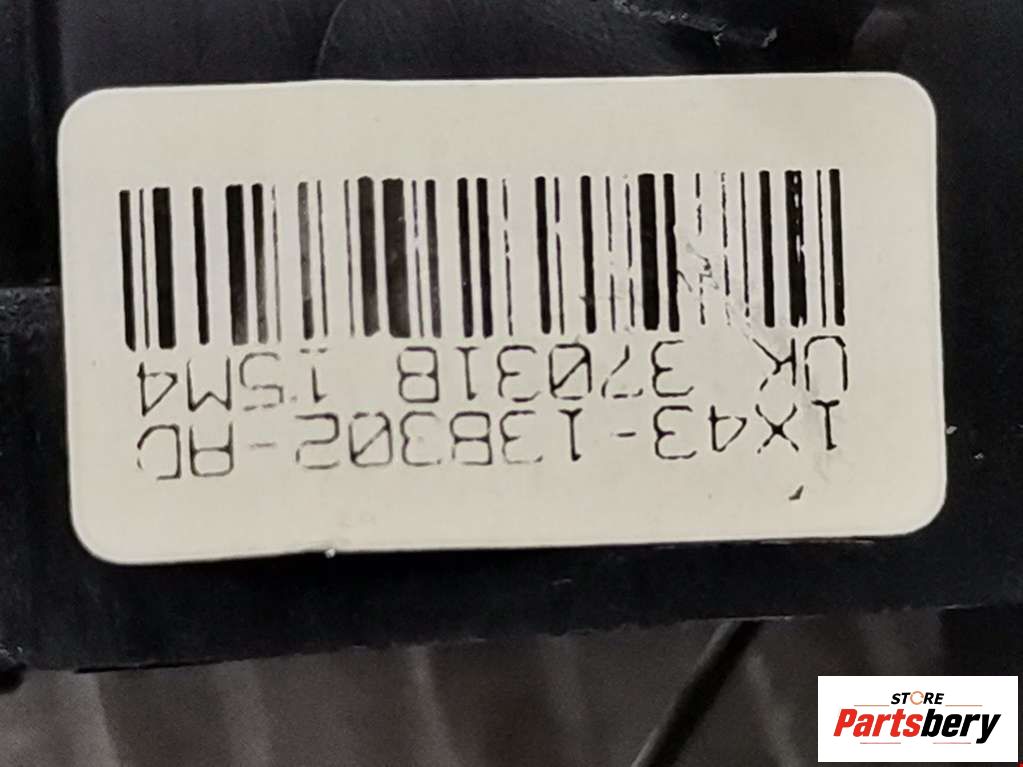 1X43-13B302-AC
UK 370318 15M4
STORE
Partsbery